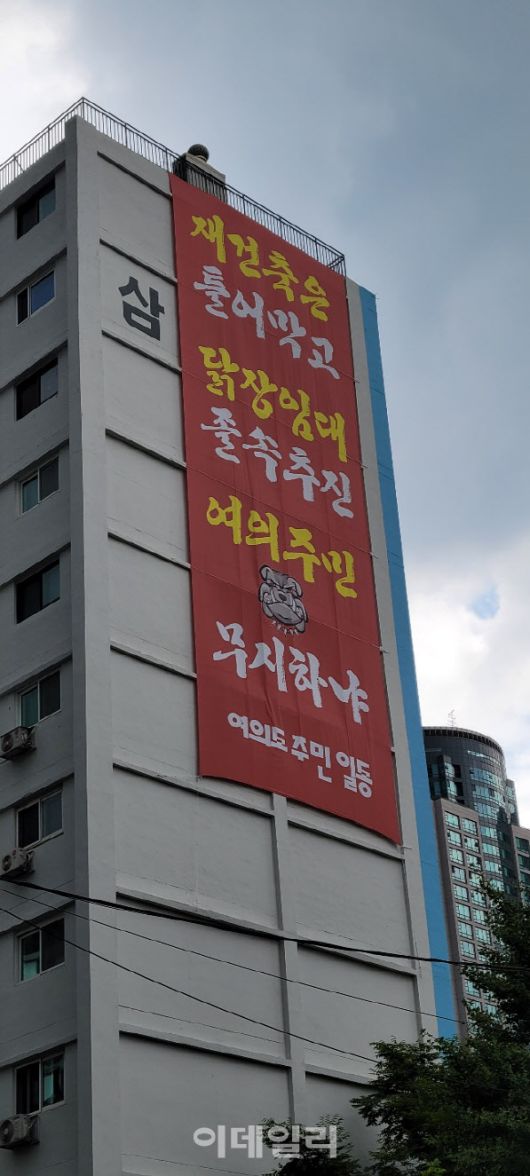 삼
재건축은
틀어막고
닭장임대
졸속추진
여의주민
무시하냐
여의도 주민 일동
이데일리